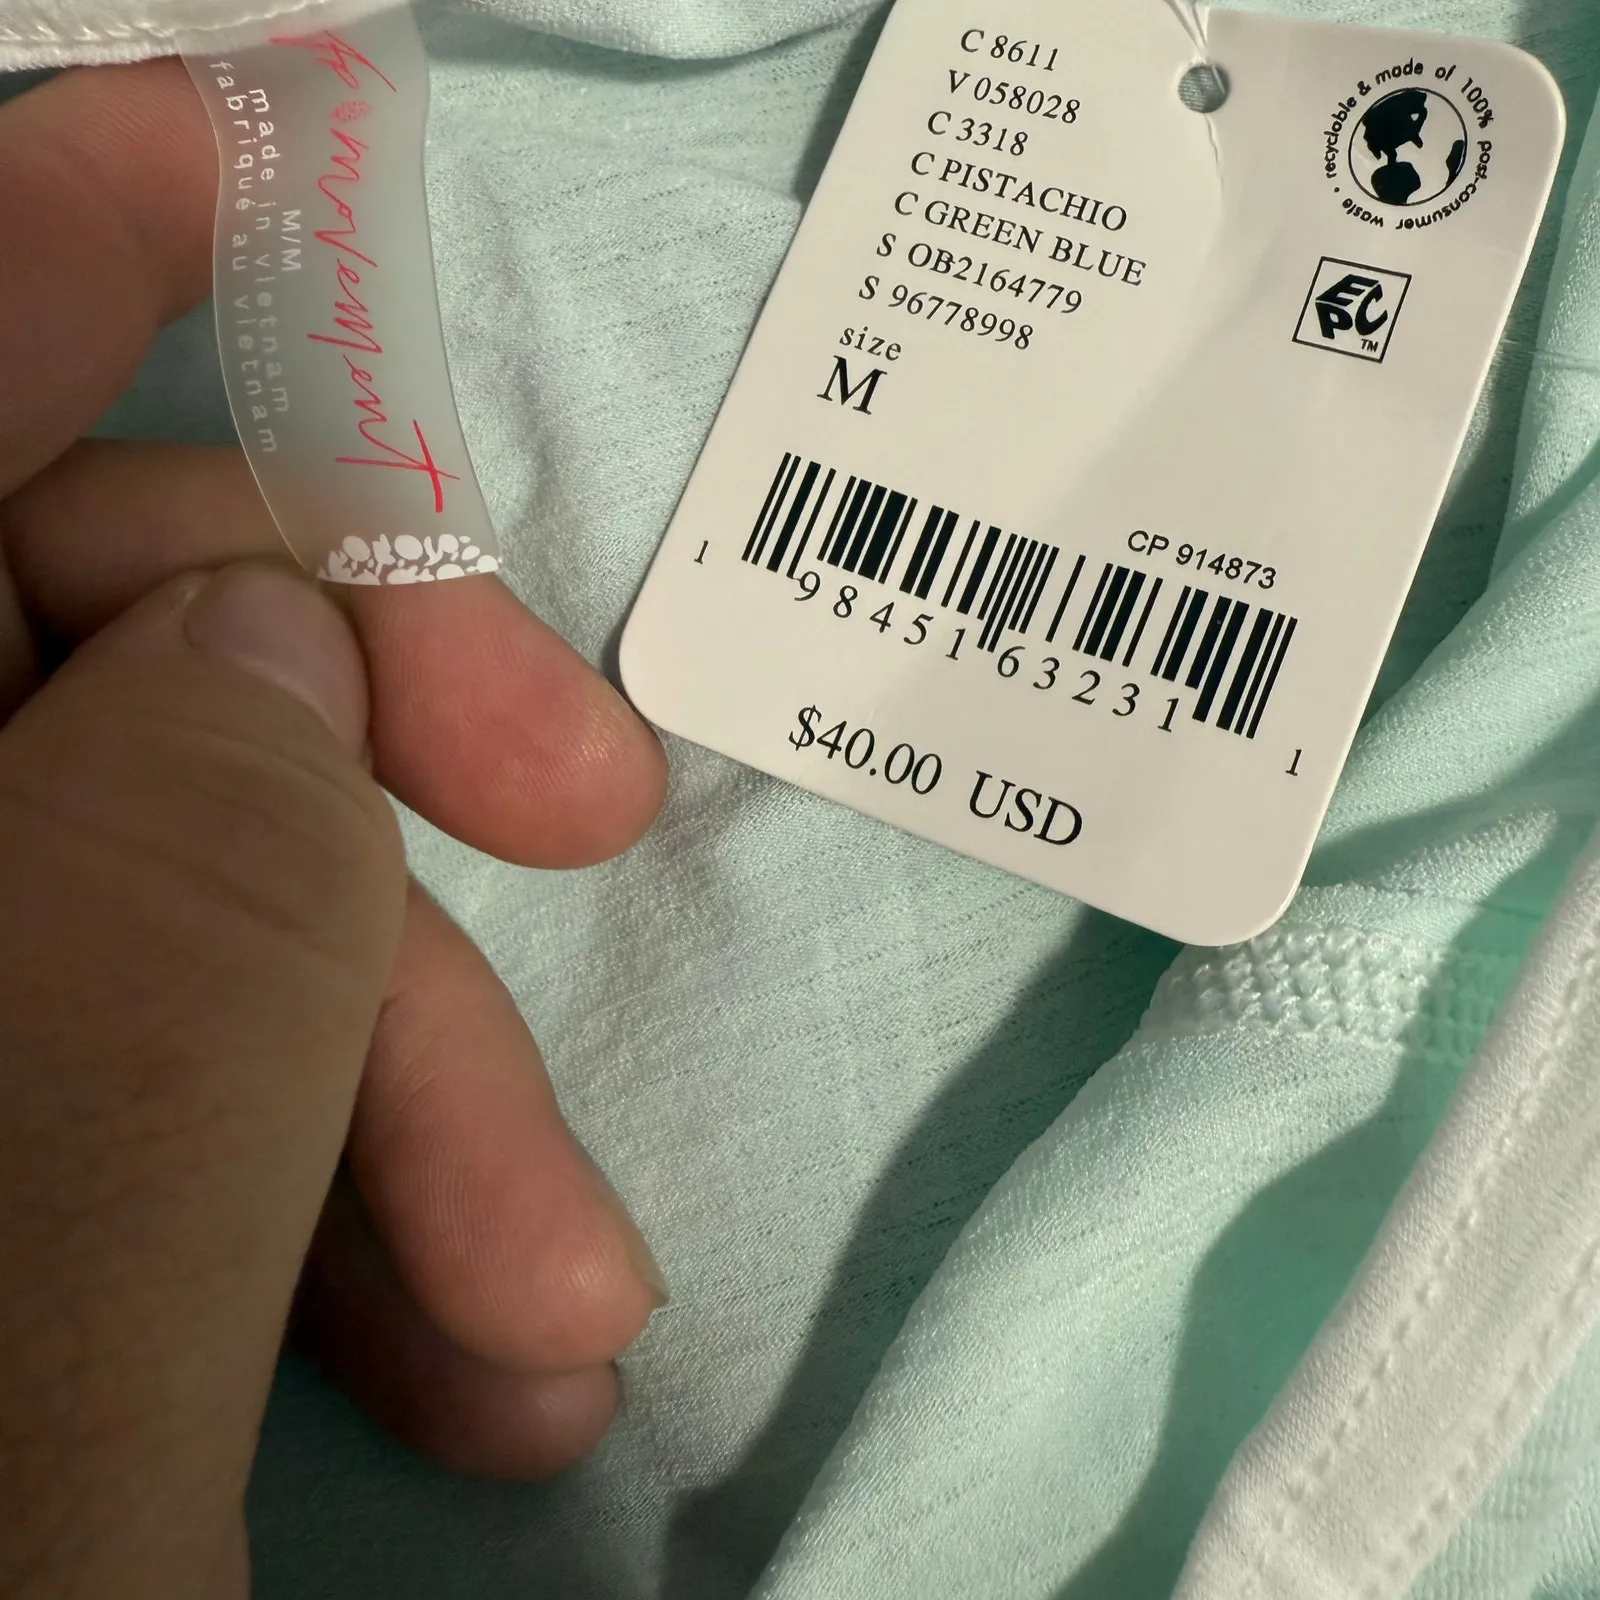 fp movement
M/M
made in vietnam
fabriqué au vietnam
C 8611
V 058028
C 3318
C PISTACHIO
C GREEN BLUE
S OB2164779
S 96778998
size
M
recyclable & made of 100% post-consumer waste •
EPC
TM
CP 914873
1 98451 63231 1
$40.00 USD